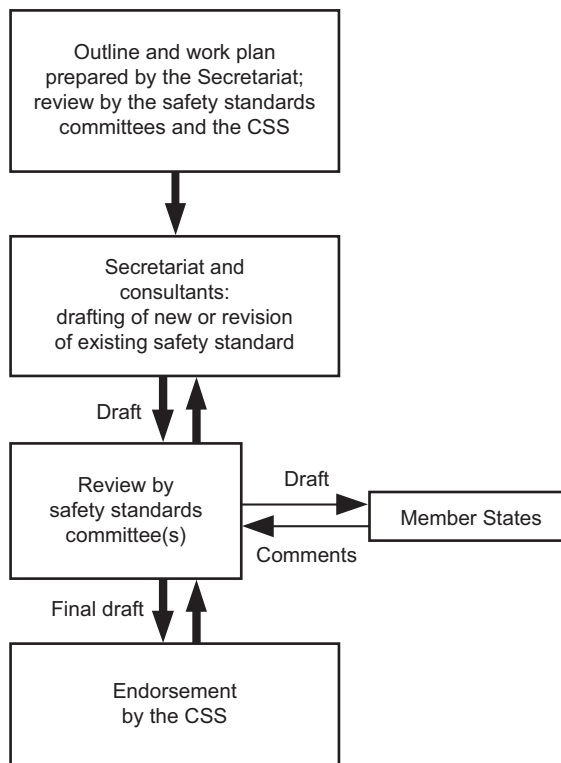 Outline and work plan
prepared by the Secretariat;
review by the safety standards
committees and the CSS
Secretariat and
consultants:
drafting of new or revision
of existing safety standard
Draft
Review by
safety standards
committee(s)
Draft
Member States
Comments
Final draft
Endorsement
by the CSS